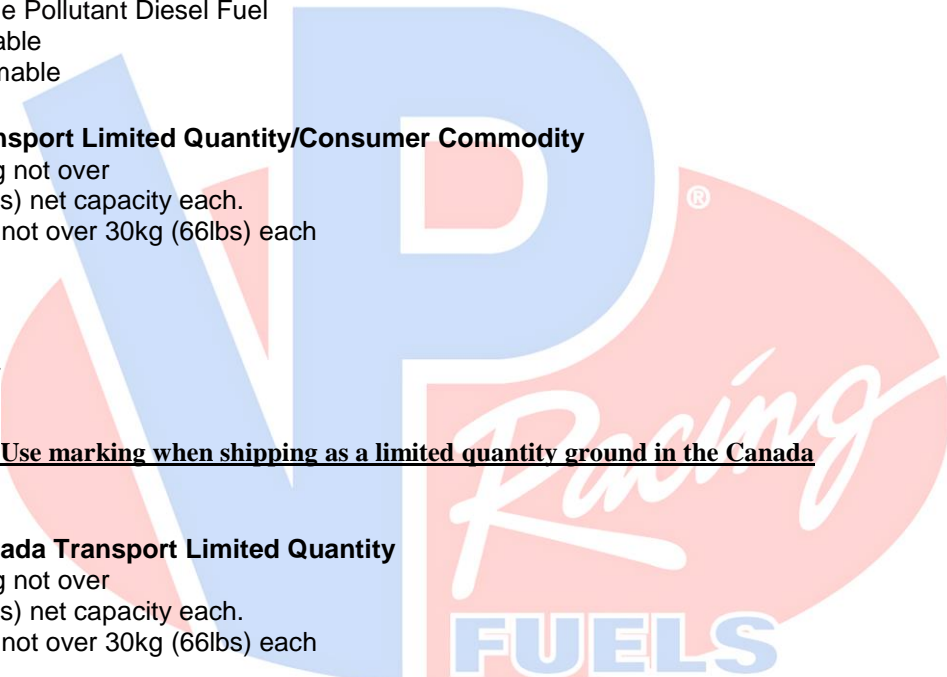 e Pollutant Diesel Fuel
able
mable
nsport Limited Quantity/Consumer Commodity
g not over
s) net capacity each.
not over 30kg (66lbs) each
®
Use marking when shipping as a limited quantity ground in the Canada
Racing
ada Transport Limited Quantity
g not over
s) net capacity each.
not over 30kg (66lbs) each
VP
FUELS